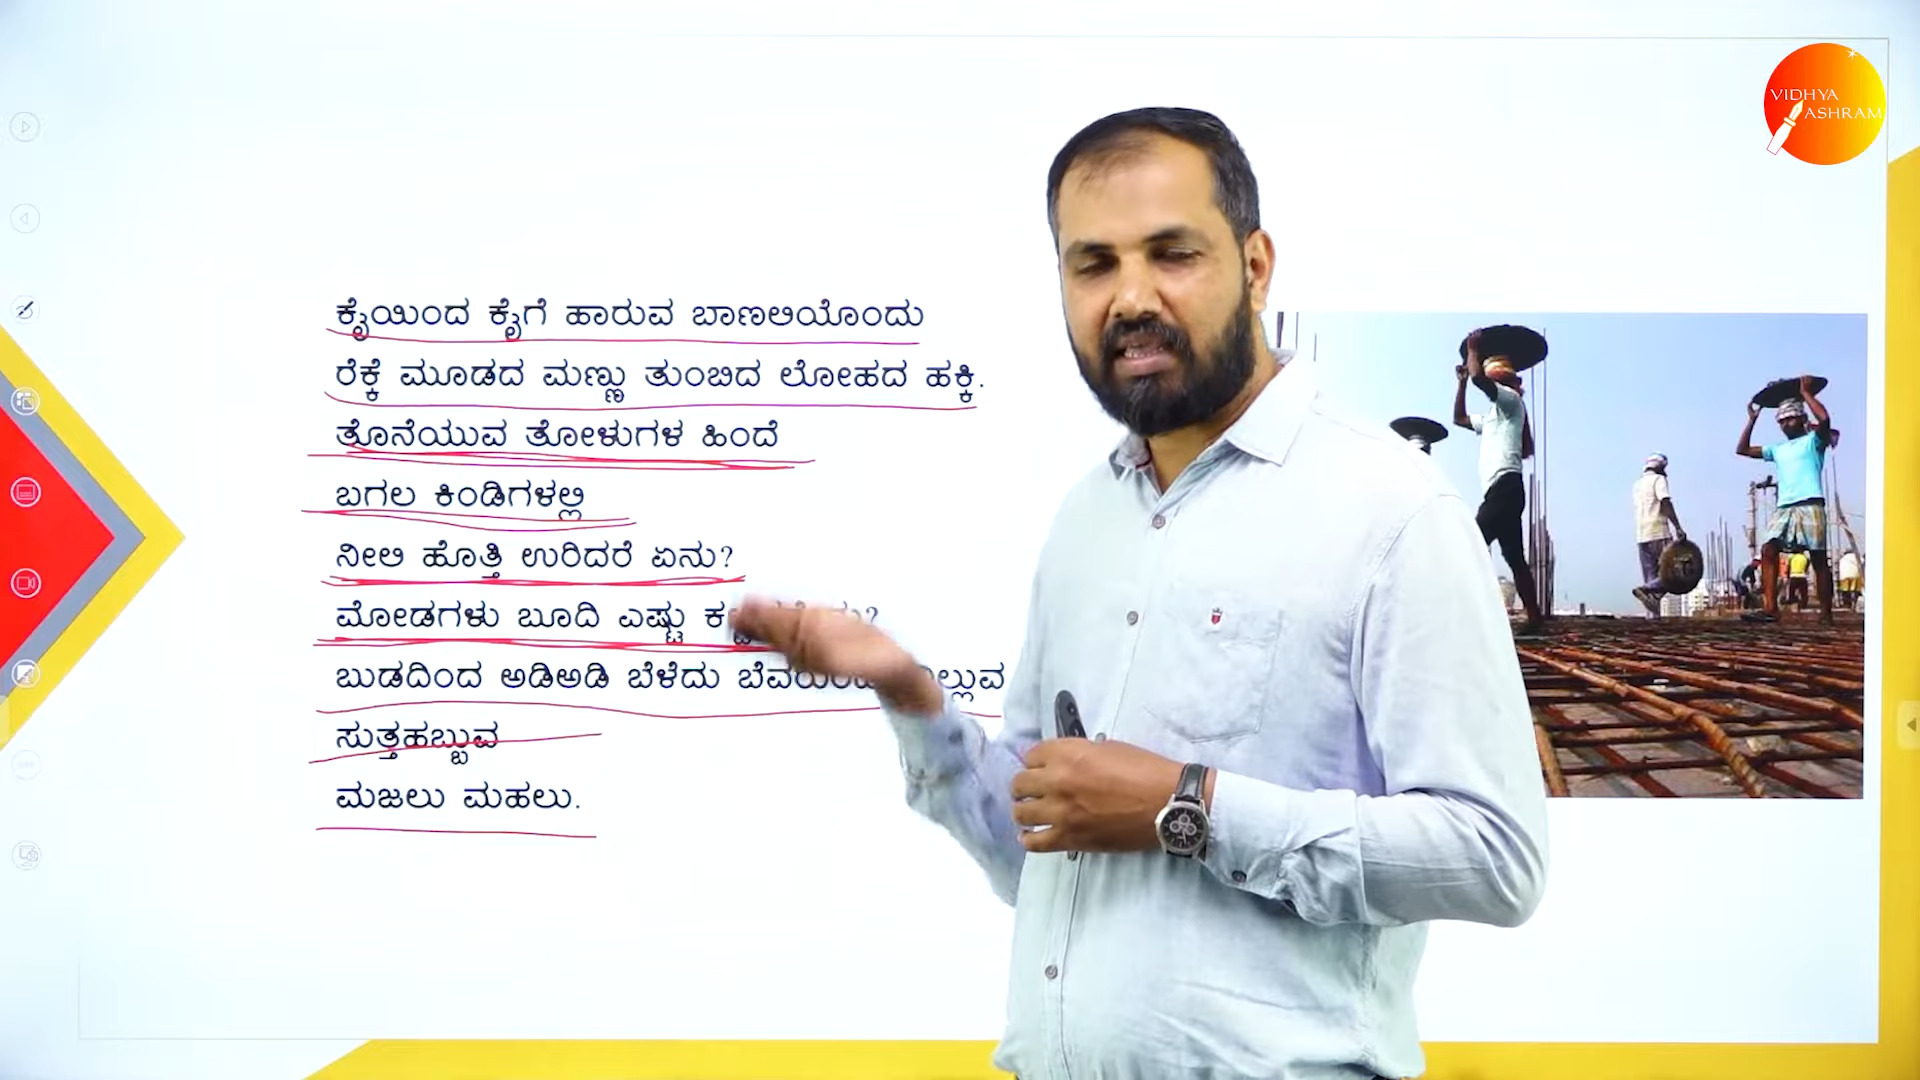 VIDHYA
ASHRAM
ಕೈಯಿಂದ ಕೈಗೆ ಹಾರುವ ಬಾಣಲಿಯೊಂದು
ರೆಕ್ಕೆ ಮೂಡದ ಮಣ್ಣು ತುಂಬಿದ ಲೋಹದ ಹಕ್ಕಿ.
ತೊನೆಯುವ ತೋಳುಗಳ ಹಿಂದೆ
ಬಗಲ ಕಿಂಡಿಗಳಲ್ಲಿ
ನೀಲಿ ಹೊತ್ತಿ ಉರಿದರೆ ಏನು?
ಮೋಡಗಳು ಬೂದಿ ಎಷ್ಟು
ಬುಡದಿಂದ ಅಡಿಅಡಿ ಬೆಳೆದು
ಸುತ್ತಹಬ್ಬುವ
ಮಜಲು ಮಹಲು.